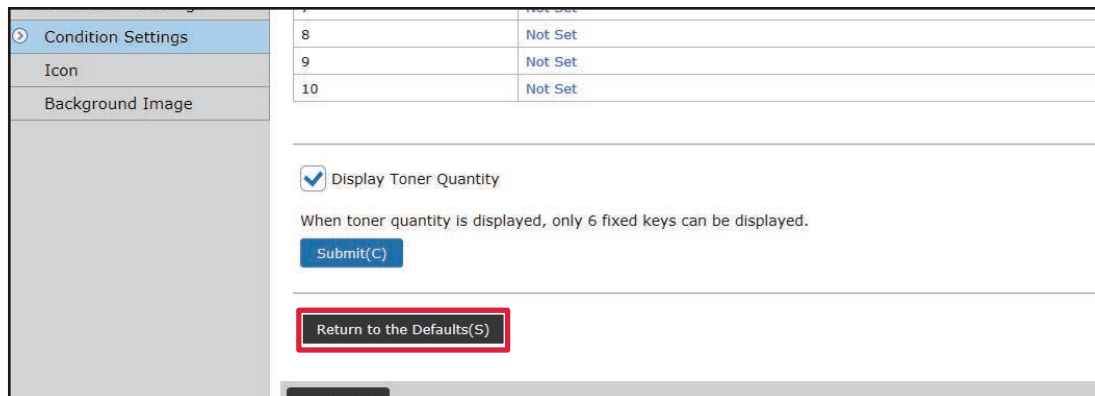 Condition Settings
Icon
Background Image
8 Not Set
9 Not Set
10 Not Set
Display Toner Quantity
When toner quantity is displayed, only 6 fixed keys can be displayed.
Submit(C)
Return to the Defaults(S)